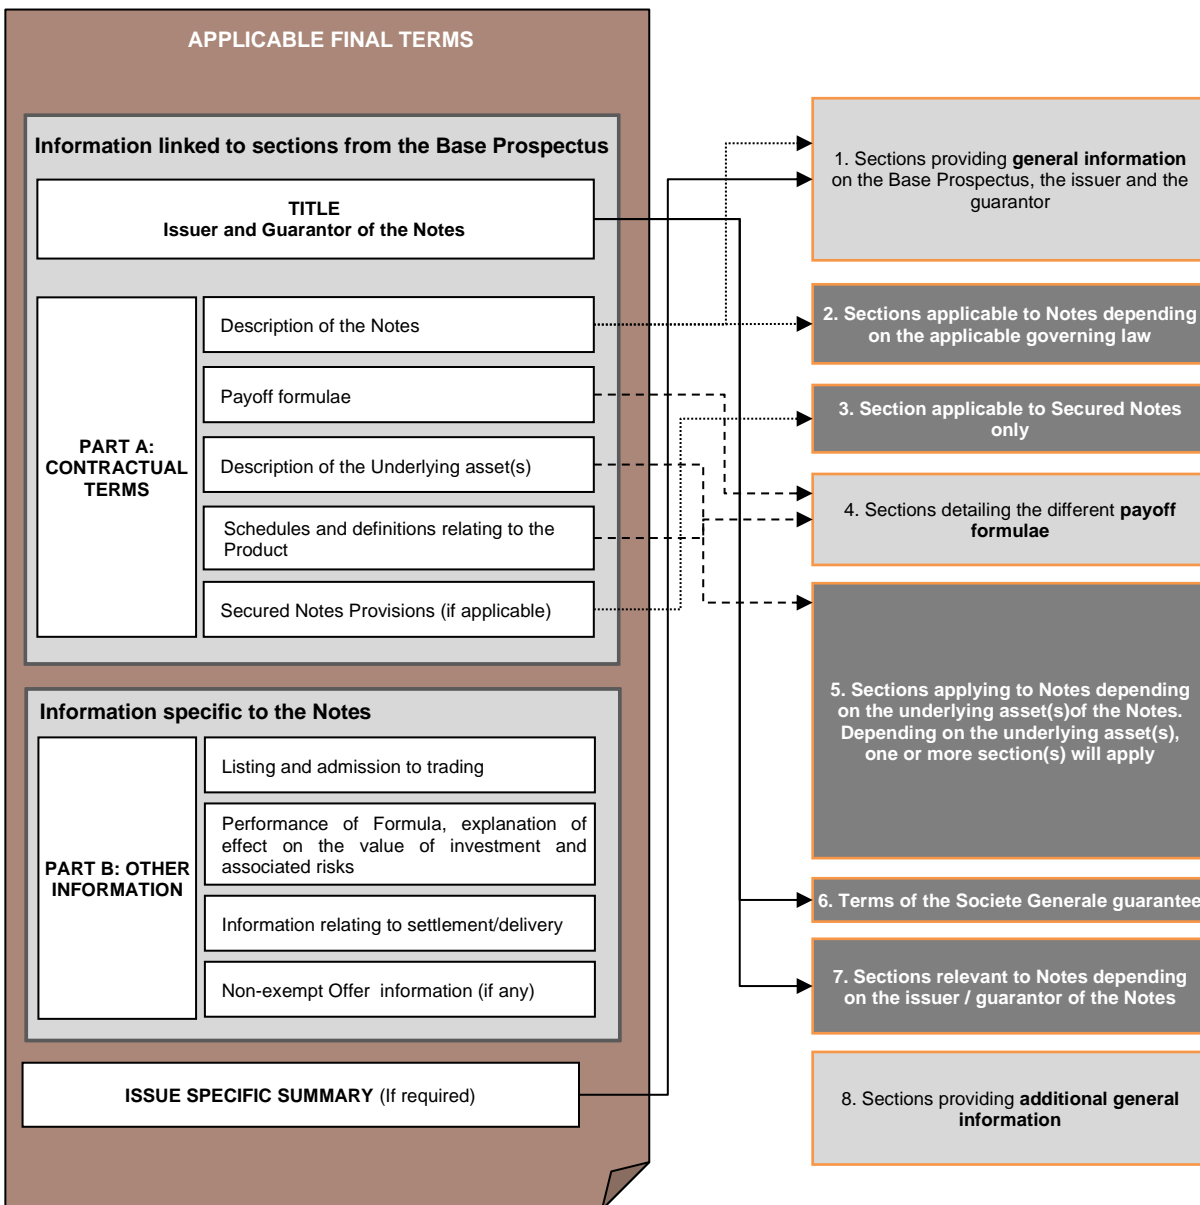 APPLICABLE FINAL TERMS
Information linked to sections from the Base Prospectus
TITLE
Issuer and Guarantor of the Notes
PART A:
CONTRACTUAL
TERMS
Description of the Notes
Payoff formulae
Description of the Underlying asset(s)
Schedules and definitions relating to the
Product
Secured Notes Provisions (if applicable)
Information specific to the Notes
PART B: OTHER
INFORMATION
Listing and admission to trading
Performance of Formula, explanation of
effect on the value of investment and
associated risks
Information relating to settlement/delivery
Non-exempt Offer  information (if any)
ISSUE SPECIFIC SUMMARY (If required)
1. Sections providing general information
on the Base Prospectus, the issuer and the
guarantor
2. Sections applicable to Notes depending
on the applicable governing law
3. Section applicable to Secured Notes
only
4. Sections detailing the different payoff
formulae
5. Sections applying to Notes depending
on the underlying asset(s)of the Notes.
Depending on the underlying asset(s),
one or more section(s) will apply
6. Terms of the Societe Generale guarantee
7. Sections relevant to Notes depending
on the issuer / guarantor of the Notes
8. Sections providing additional general
information